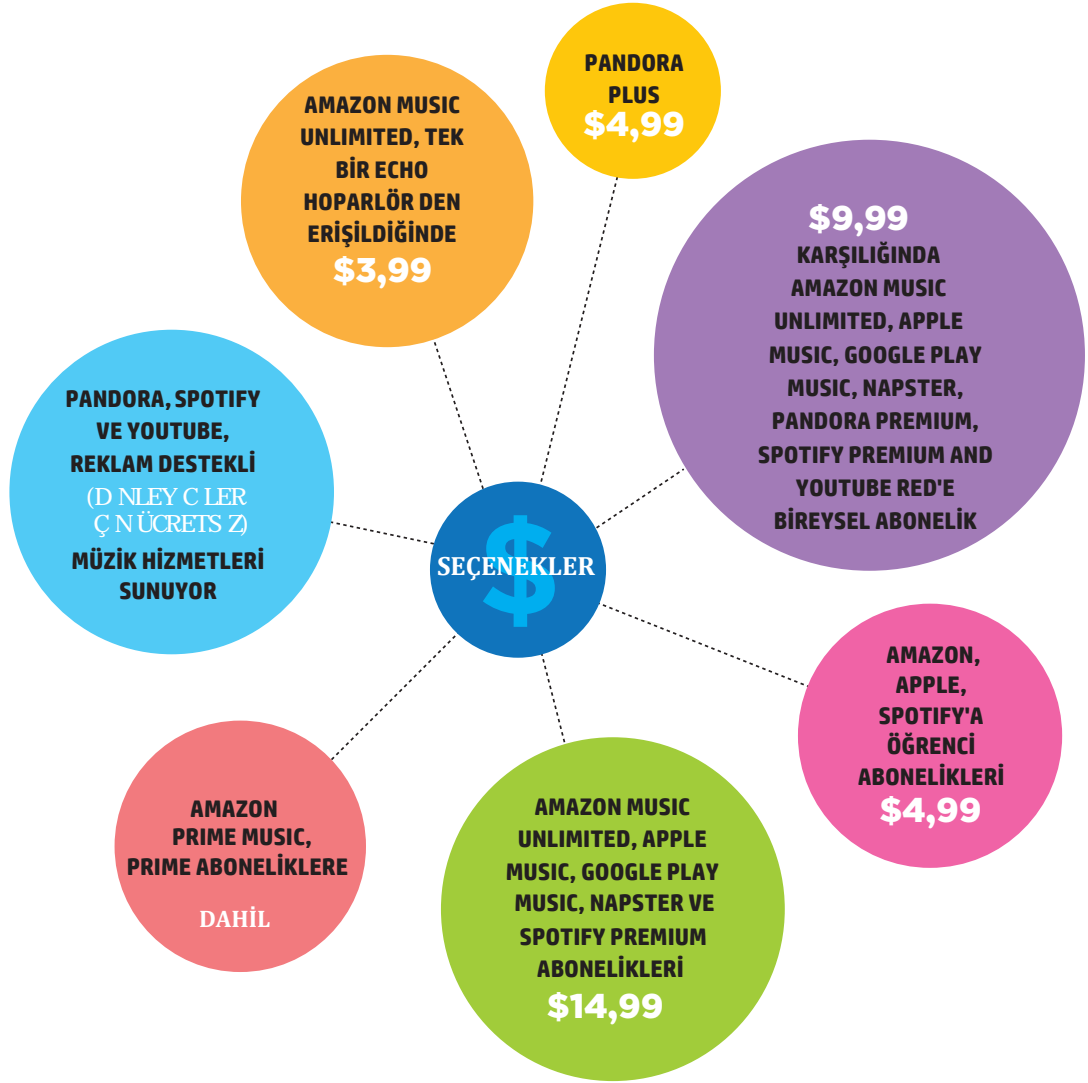 PANDORA
PLUS
$4,99
AMAZON MUSIC
UNLIMITED, TEK
BİR ECHO
HOPARLÖR DEN
ERİŞİLDİĞİNDE
$3,99
$9,99
KARŞILIĞINDA
AMAZON MUSIC
UNLIMITED, APPLE
MUSIC, GOOGLE PLAY
MUSIC, NAPSTER,
PANDORA PREMIUM,
SPOTIFY PREMIUM AND
YOUTUBE RED'E
BİREYSEL ABONELİK
PANDORA, SPOTIFY
VE YOUTUBE,
REKLAM DESTEKLİ
(D NLEY C LER
Ç N ÜCRETS Z)
MÜZİK HİZMETLERİ
SUNUYOR
SEÇENEKLER
$
AMAZON,
APPLE,
SPOTIFY'A
ÖĞRENCİ
ABONELİKLERİ
$4,99
AMAZON
PRIME MUSIC,
PRIME ABONELİKLERE
DAHİL
AMAZON MUSIC
UNLIMITED, APPLE
MUSIC, GOOGLE PLAY
MUSIC, NAPSTER VE
SPOTIFY PREMIUM
ABONELİKLERİ
$14,99